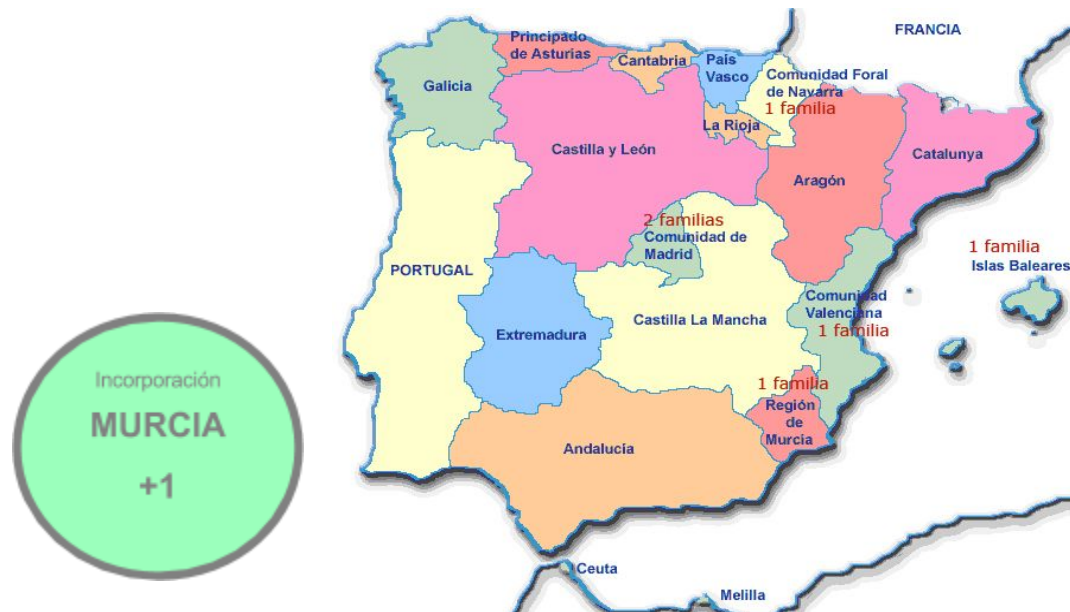 FRANCIA
Principado
de Asturias
Cantabria
País
Vasco
Comunidad Foral
de Navarra
1 familia
Galicia
La Rioja
Castilla y León
Catalunya
Aragón
2 familias
Comunidad de
Madrid
1 familia
Islas Baleares
PORTUGAL
Comunidad
Valenciana
1 familia
Castilla La Mancha
Extremadura
1 familia
Región
de
Murcia
Andalucía
Ceuta
Melilla
Incorporación
MURCIA
+1